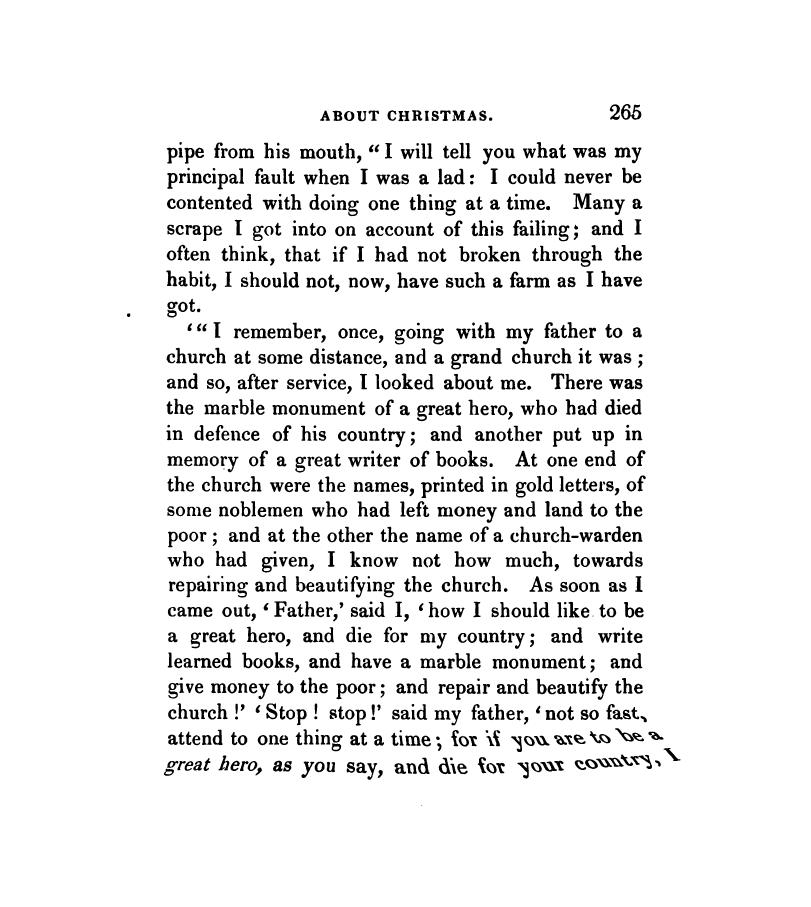 ABOUT CHRISTMAS. 265
pipe from his mouth, “ I will tell you what was my
principal fault when I was a lad: I could never be
contented with doing one thing at a time. Many a
scrape I got into on account of this failing; and I
often think, that if I had not broken through the
habit, I should not, now, have such a farm as I have
got.
‘“ I remember, once, going with my father to a
church at some distance, and a grand church it was ;
and so, after service, I looked about me. There was
the marble monument of a great hero, who had died
in defence of his country; and another put up in
memory of a great writer of books. At one end of
the church were the names, printed in gold letters, of
some noblemen who had left money and land to the
poor ; and at the other the name of a church-warden
who had given, I know not how much, towards
repairing and beautifying the church. As soon as I
came out, ‘ Father,’ said I, ‘ how I should like to be
a great hero, and die for my country; and write
learned books, and have a marble monument; and
give money to the poor; and repair and beautify the
church !’ ‘ Stop ! stop !’ said my father, ‘ not so fast,
attend to one thing at a time; for if you are to be a
great hero, as you say, and die for your country, I